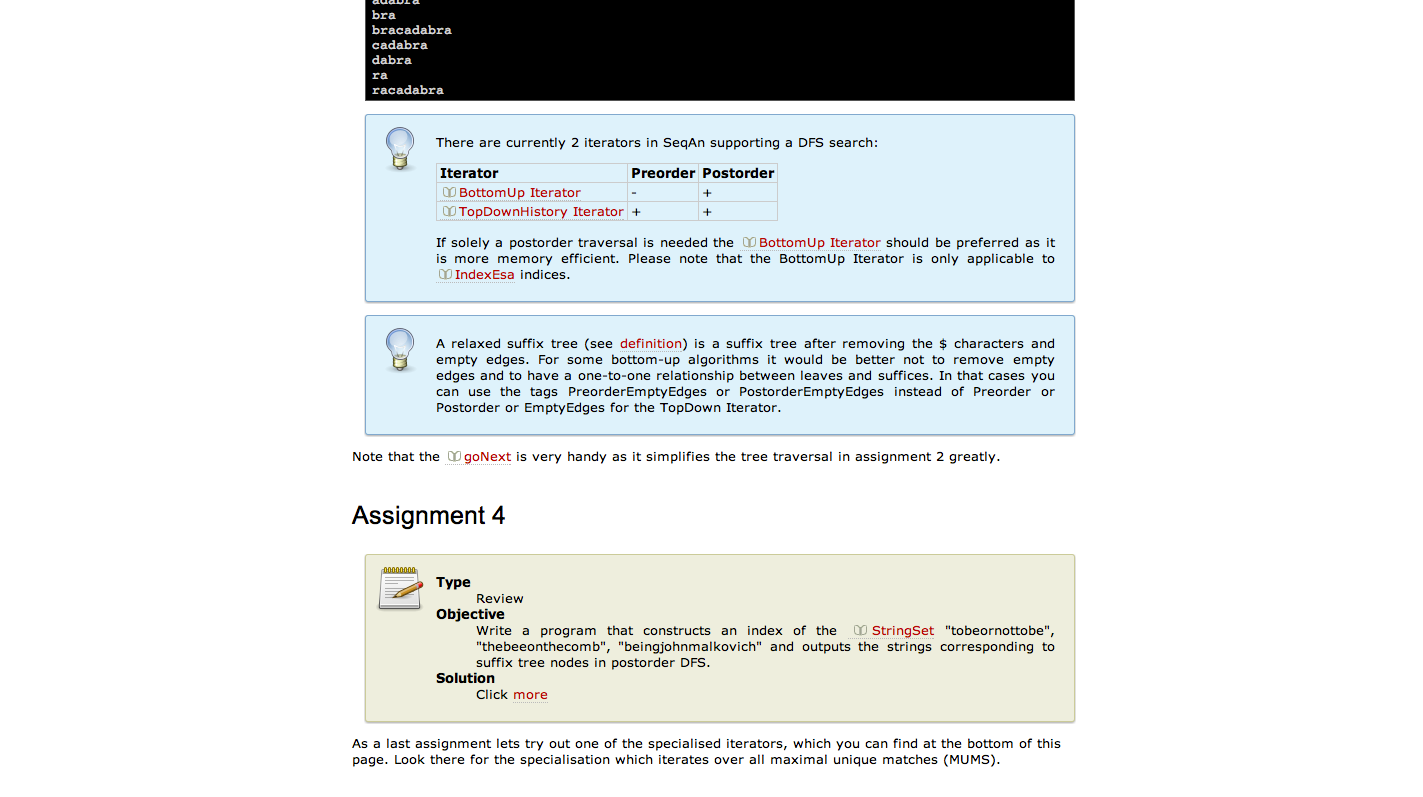 adabra
bra
bracadabra
cadabra
dabra
ra
racadabra
There are currently 2 iterators in SeqAn supporting a DFS search:
Iterator Preorder Postorder
BottomUp Iterator - +
TopDownHistory Iterator + +
If solely a postorder traversal is needed the BottomUp Iterator should be preferred as it
is more memory efficient. Please note that the BottomUp Iterator is only applicable to
IndexEsa indices.
A relaxed suffix tree (see definition) is a suffix tree after removing the $ characters and
empty edges. For some bottom-up algorithms it would be better not to remove empty
edges and to have a one-to-one relationship between leaves and suffices. In that cases you
can use the tags PreorderEmptyEdges or PostorderEmptyEdges instead of Preorder or
Postorder or EmptyEdges for the TopDown Iterator.
Note that the goNext is very handy as it simplifies the tree traversal in assignment 2 greatly.
Assignment 4
Type
Review
Objective
Write a program that constructs an index of the StringSet "tobeornottobe",
"thebeeonthecomb", "beingjohnmalkovich" and outputs the strings corresponding to
suffix tree nodes in postorder DFS.
Solution
Click more
As a last assignment lets try out one of the specialised iterators, which you can find at the bottom of this
page. Look there for the specialisation which iterates over all maximal unique matches (MUMS).